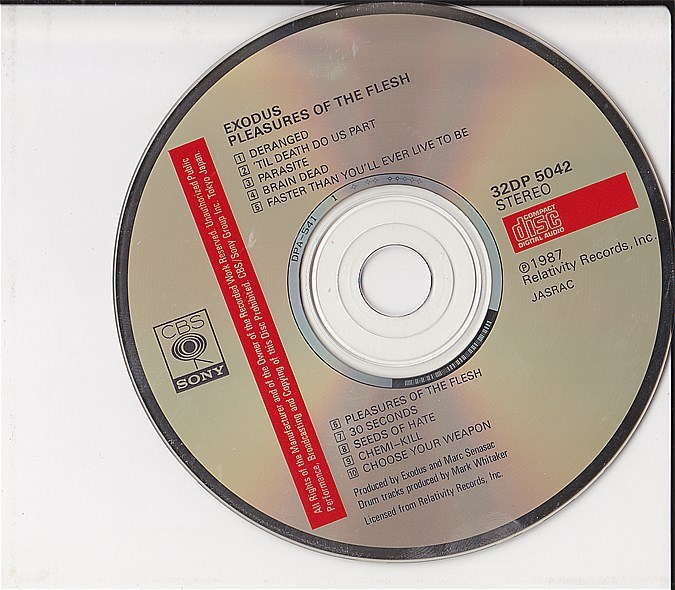 EXODUS
PLEASURES OF THE FLESH
1 DERANGED
2 'TIL DEATH DO US PART
3 PARASITE
4 BRAIN DEAD
5 FASTER THAN YOU'LL EVER LIVE TO BE
32DP 5042
STEREO
COMPACT
disc
DIGITAL AUDIO
Ⓟ1987
Relativity Records, Inc.
JASRAC
DPA-541 1
CBS
SONY
All Rights of the Manufacturer and of the Owner of the Recorded Work Reserved. Unauthorized Public
Performance, Broadcasting and Copying of this Disc Prohibited. CBS/Sony Group Inc. Tokyo Japan.
6 PLEASURES OF THE FLESH
7 30 SECONDS
8 SEEDS OF HATE
9 CHEMI-KILL
10 CHOOSE YOUR WEAPON
Produced by Exodus and Marc Senasac
Drum tracks produced by Mark Whitaker
Licensed from Relativity Records, Inc.